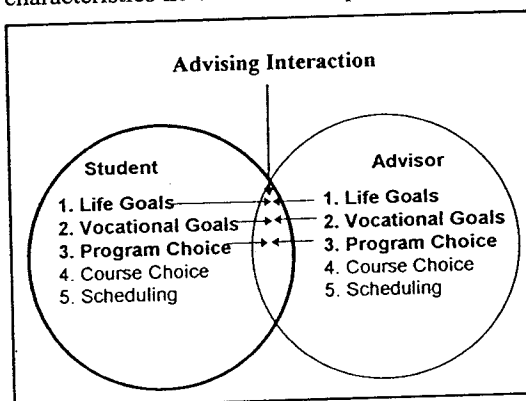 Advising Interaction
Student
1. Life Goals
2. Vocational Goals
3. Program Choice
4. Course Choice
5. Scheduling
Advisor
1. Life Goals
2. Vocational Goals
3. Program Choice
4. Course Choice
5. Scheduling